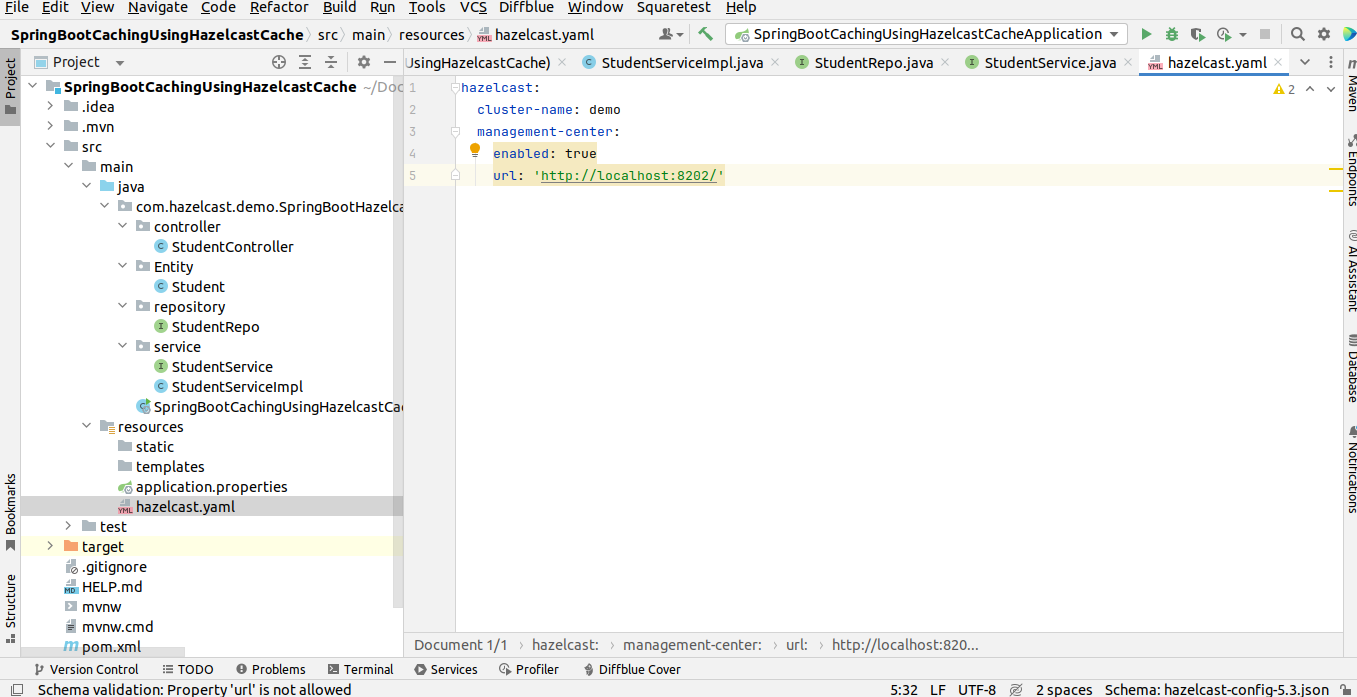 File Edit View Navigate Code Refactor Build Run Tools VCS Diffblue Window Squaretest Help
SpringBootCachingUsingHazelcastCache src main resources hazelcast.yaml SpringBootCachingUsingHazelcastCacheApplication
Project
Project
UsingHazelcastCache) StudentServiceImpl.java StudentRepo.java StudentService.java hazelcast.yaml
SpringBootCachingUsingHazelcastCache ~/Doc
.idea
.mvn
src
main
java
com.hazelcast.demo.SpringBootHazelca
controller
StudentController
Entity
Student
repository
StudentRepo
service
StudentService
StudentServiceImpl
SpringBootCachingUsingHazelcastCac
resources
static
templates
application.properties
hazelcast.yaml
test
target
.gitignore
HELP.md
mvnw
mvnw.cmd
pom.xml
Bookmarks
Structure
1 hazelcast:
2 cluster-name: demo
3 management-center:
4 enabled: true
5 url: 'http://localhost:8202/'
2
Maven
Endpoints
AI Assistant
Database
Notifications
Document 1/1 hazelcast: management-center: url: http://localhost:820...
Version Control TODO Problems Terminal Services Profiler Diffblue Cover
Schema validation: Property 'url' is not allowed 5:32 LF UTF-8 2 spaces Schema: hazelcast-config-5.3.json